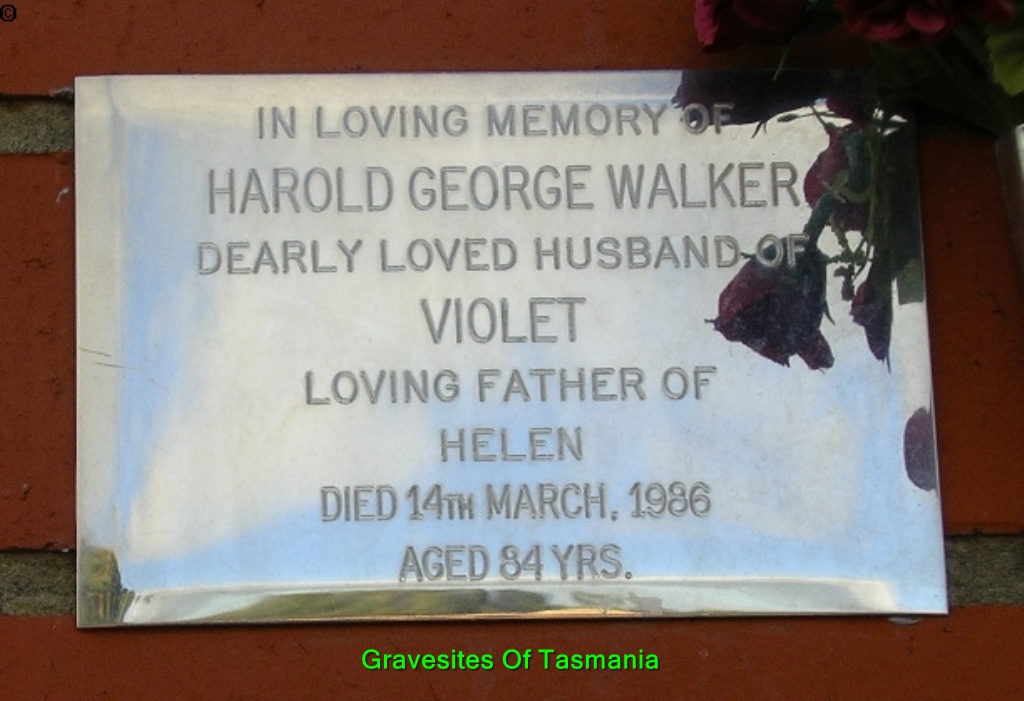 ©
IN LOVING MEMORY OF
HAROLD GEORGE WALKER
DEARLY LOVED HUSBAND OF
VIOLET
LOVING FATHER OF
HELEN
DIED 14TH MARCH, 1986
AGED 84 YRS.
Gravesites Of Tasmania